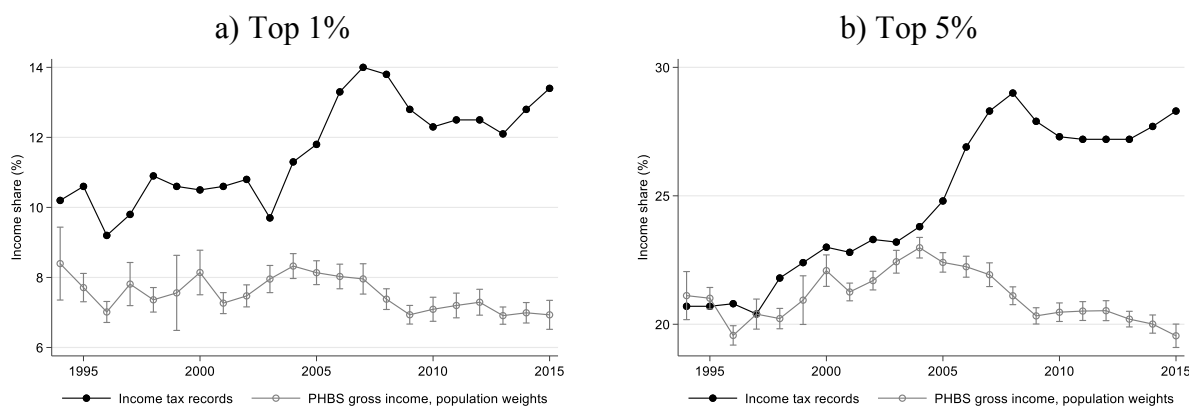 a) Top 1%
Income share (%)
14
12
10
8
6
1995 2000 2005 2010 2015
Income tax records PHBS gross income, population weights
b) Top 5%
Income share (%)
30
25
20
1995 2000 2005 2010 2015
Income tax records PHBS gross income, population weights